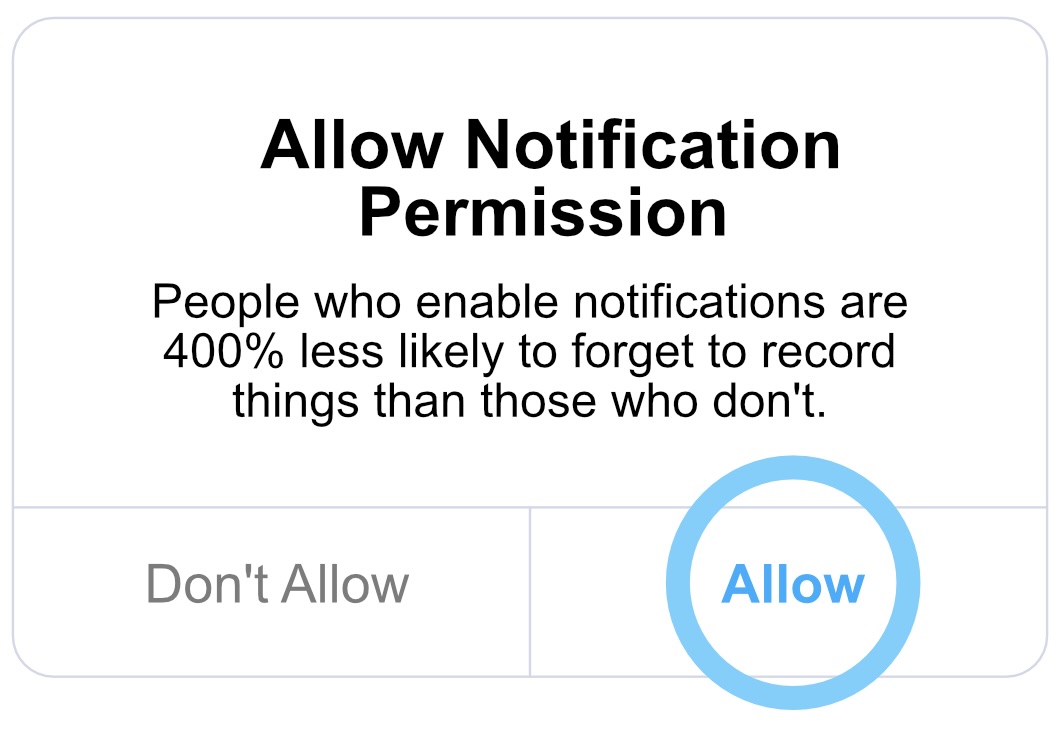 Allow Notification
Permission
People who enable notifications are
400% less likely to forget to record
things than those who don't.
Don't Allow
Allow